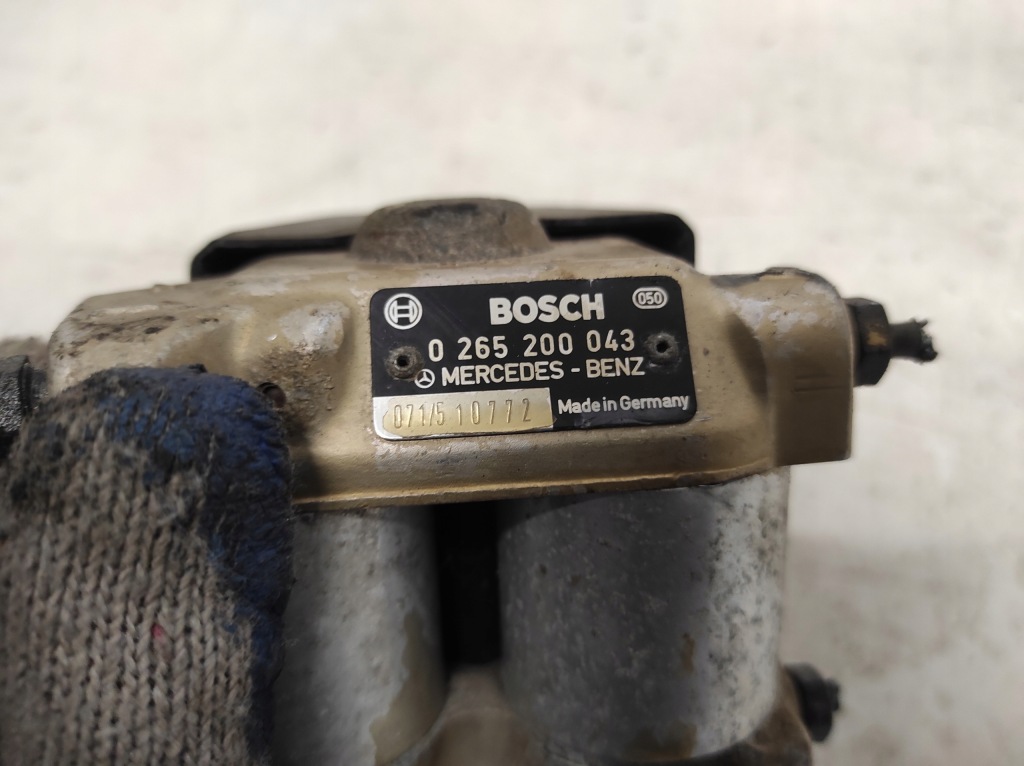 BOSCH 050
0 265 200 043
MERCEDES - BENZ
071/5 10772 Made in Germany